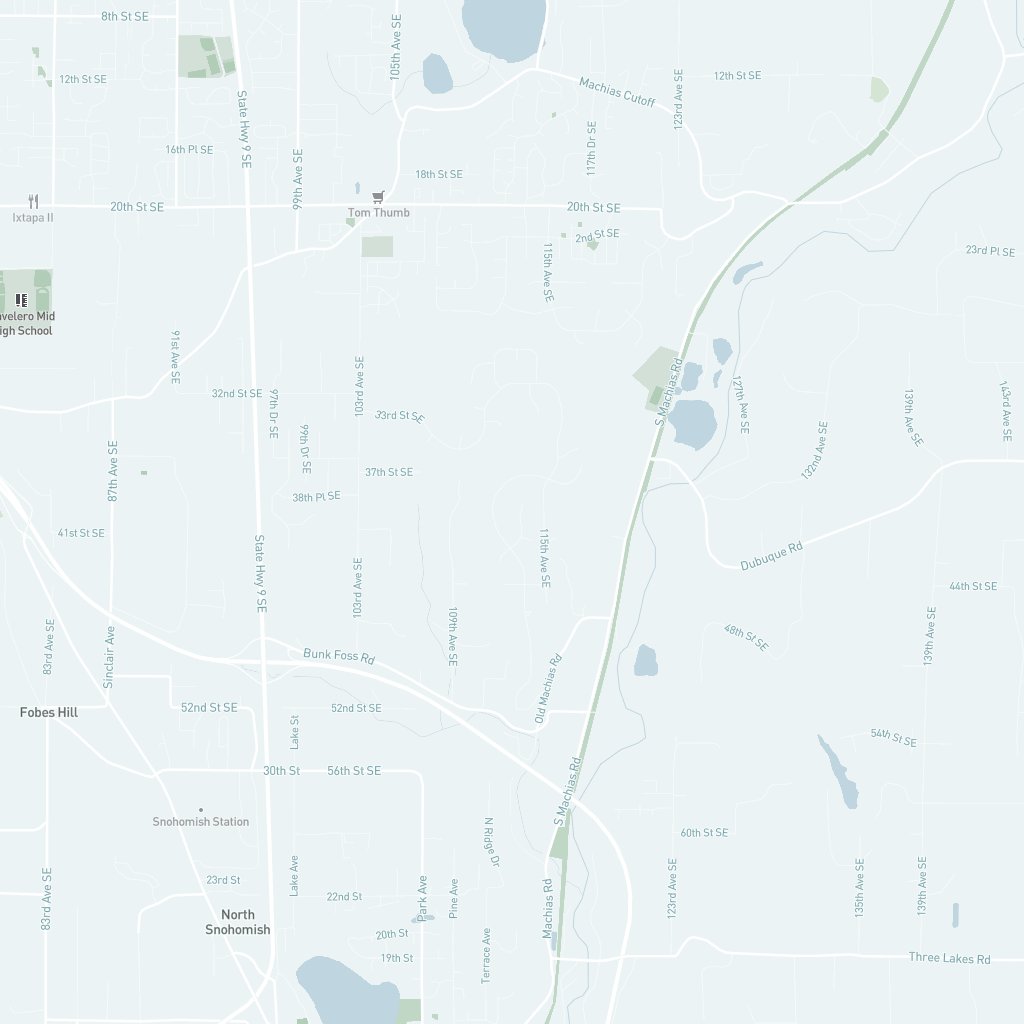 8th St SE
105th Ave SE
12th St SE
12th St SE
Machias Cutoff
123rd Ave SE
State Hwy 9 SE
16th Pl SE
99th Ave SE
117th Dr SE
18th St SE
Ixtapa II
20th St SE
Tom Thumb
20th St SE
2nd St SE
23rd Pl SE
115th Ave SE
avelero Mid
igh School
91st Ave SE
32nd St SE
97th Dr SE
103rd Ave SE
33rd St SE
S Machias Rd
127th Ave SE
139th Ave SE
143rd Ave SE
132nd Ave SE
99th Dr SE
87th Ave SE
37th St SE
38th Pl SE
41st St SE
State Hwy 9 SE
103rd Ave SE
115th Ave SE
Dubuque Rd
44th St SE
109th Ave SE
48th St SE
139th Ave SE
83rd Ave SE
Sinclair Ave
Bunk Foss Rd
Old Machias Rd
Fobes Hill
52nd St SE
52nd St SE
Lake St
54th St SE
30th St
56th St SE
S Machias Rd
Snohomish Station
N Ridge Dr
60th St SE
Lake Ave
23rd St
22nd St
Park Ave
Pine Ave
83rd Ave SE
123rd Ave SE
135th Ave SE
139th Ave SE
Machias Rd
North
Snohomish
20th St
19th St
Terrace Ave
Three Lakes Rd